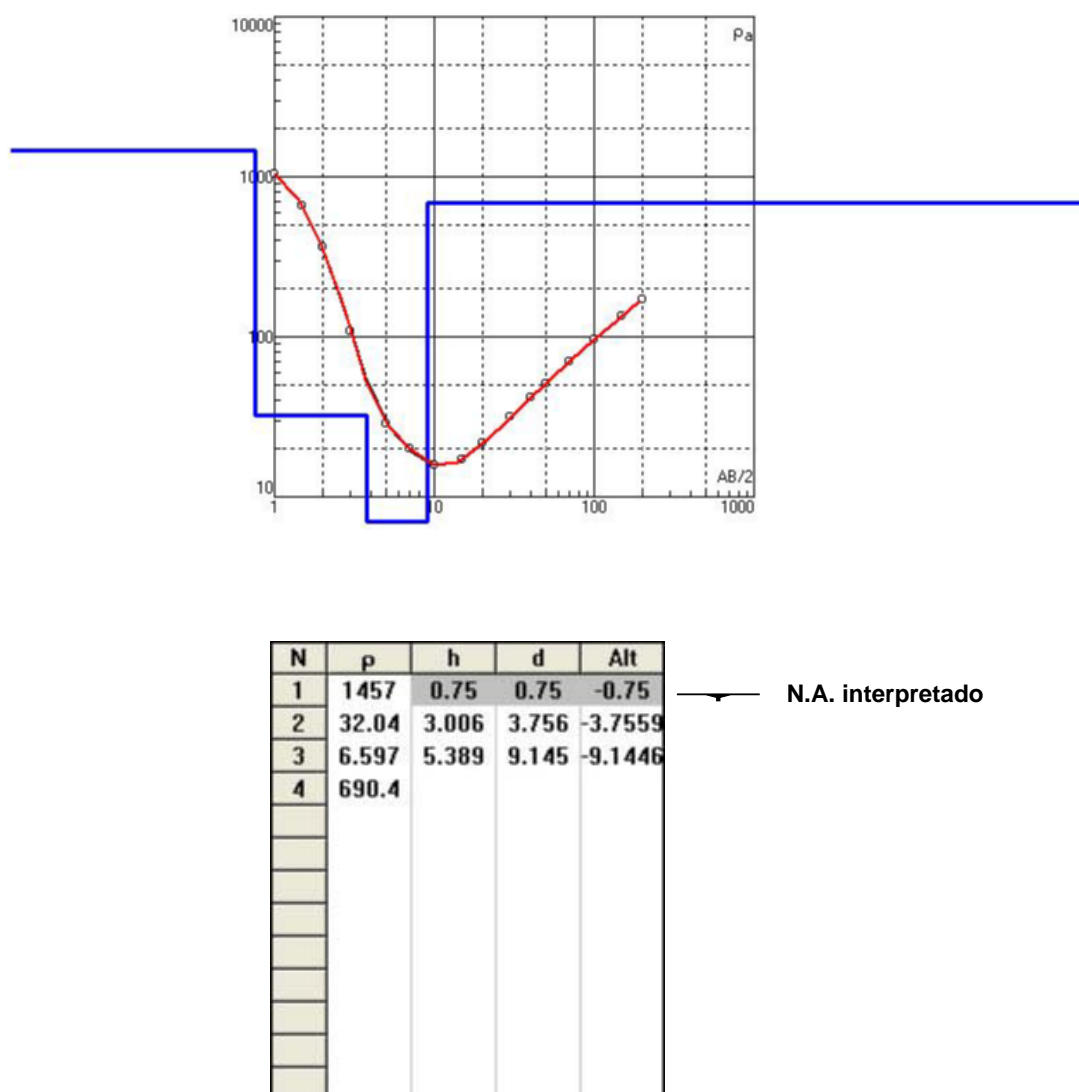 10000
ρa
1000
100
10
AB/2
1 10 100 1000
N ρ h d Alt
1 1457 0.75 0.75 -0.75 N.A. interpretado
2 32.04 3.006 3.756 -3.7559
3 6.597 5.389 9.145 -9.1446
4 690.4